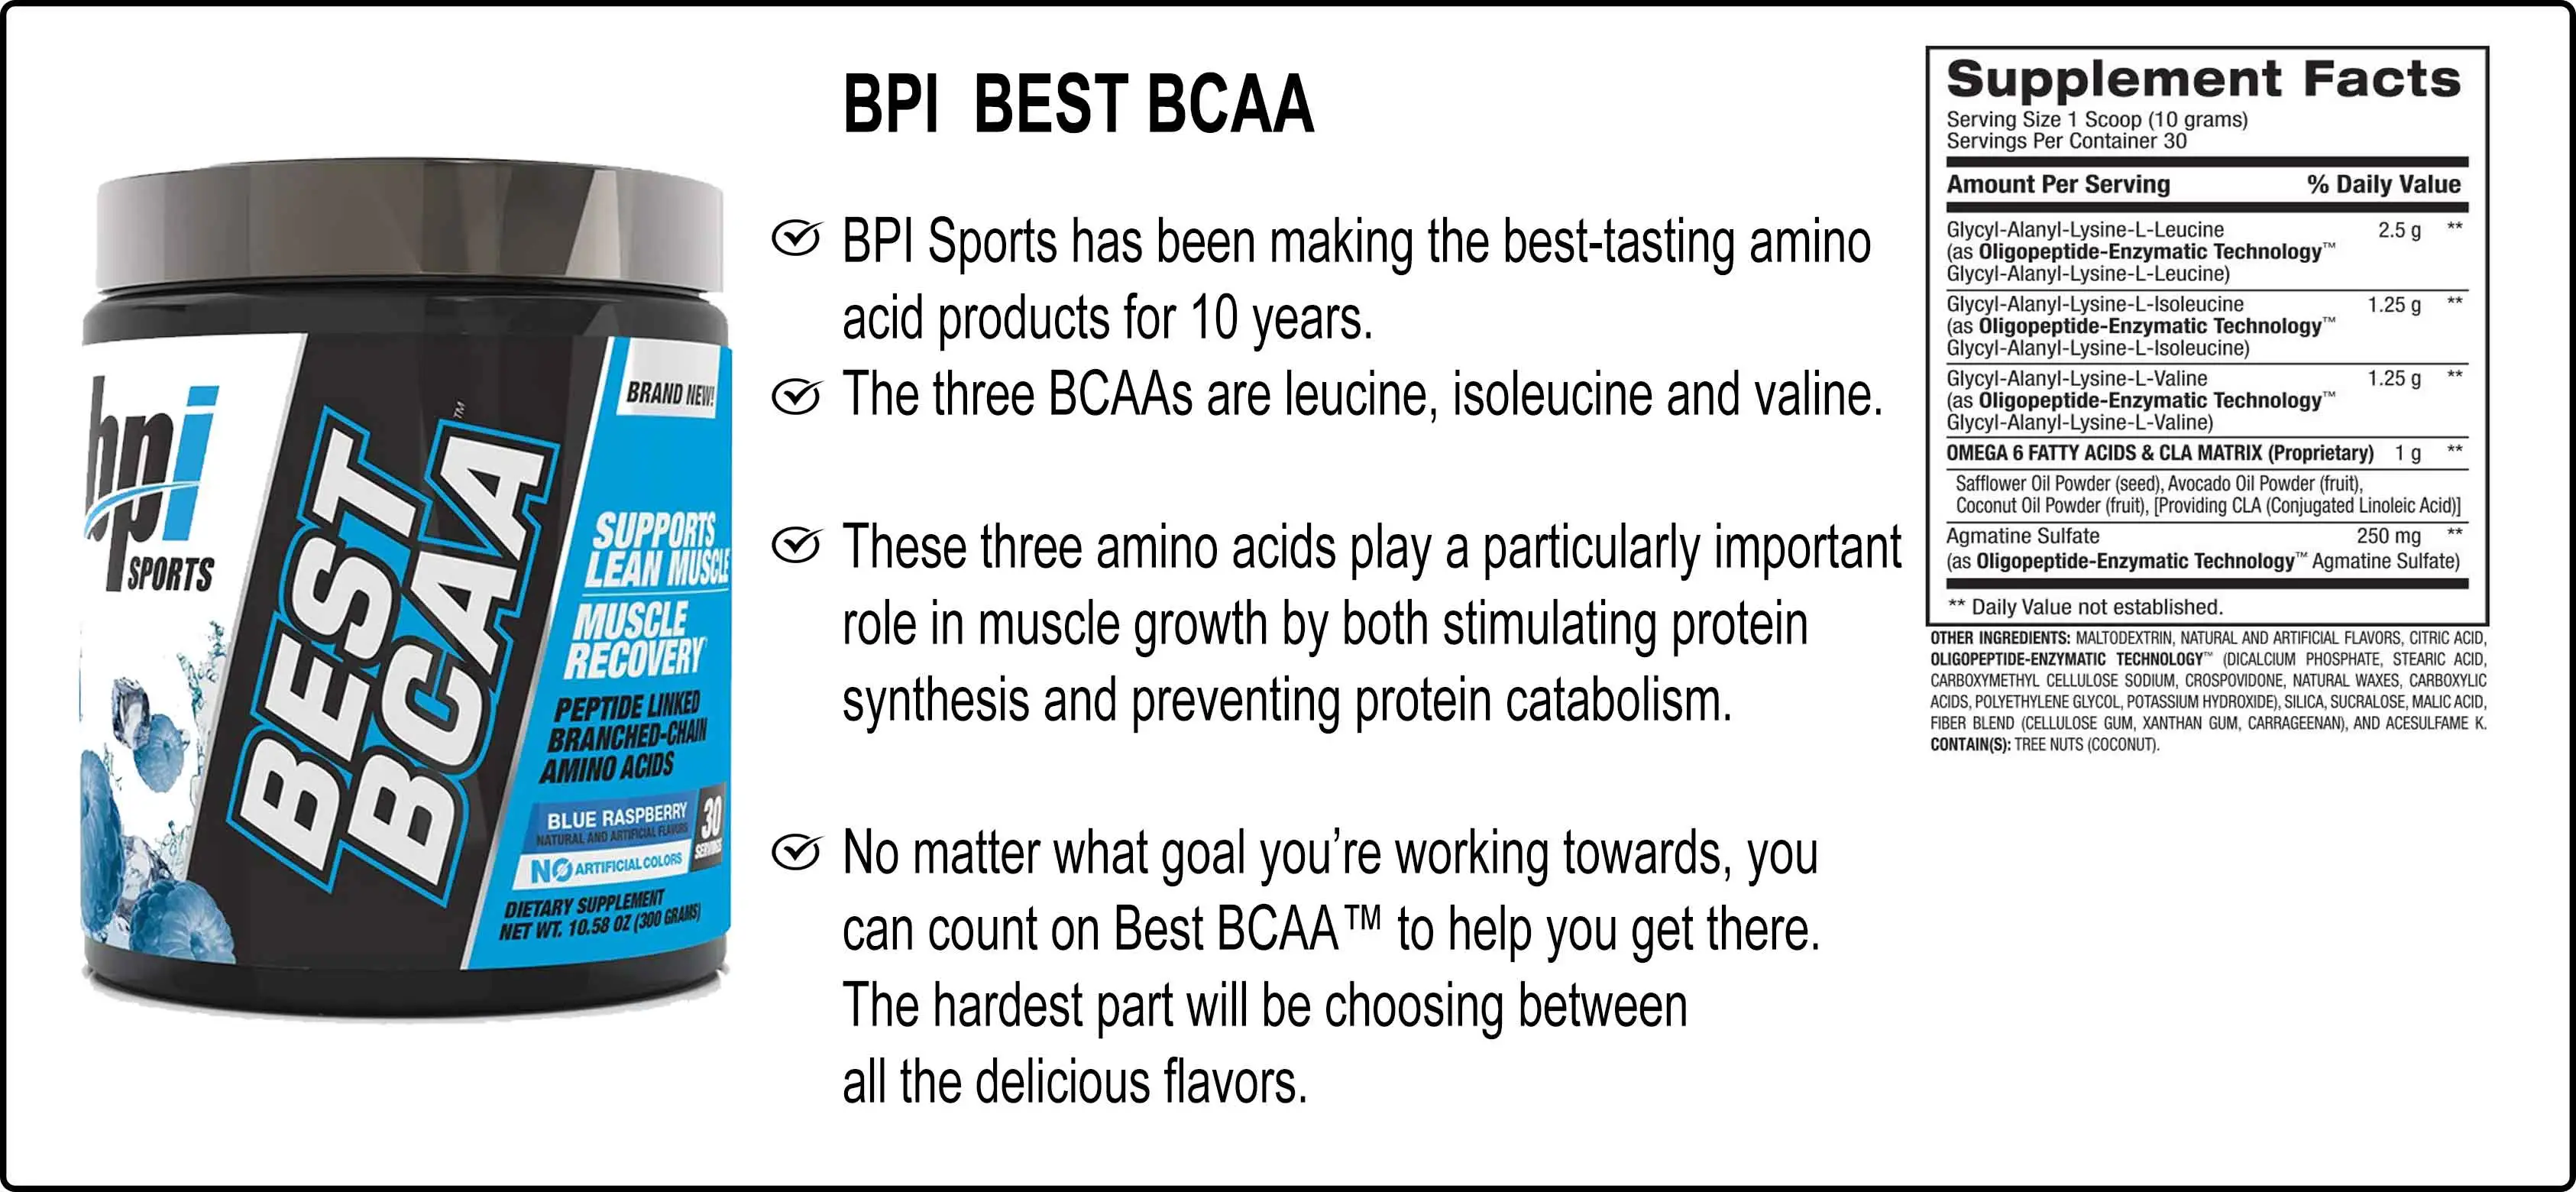 BPI  BEST BCAA
BPI Sports has been making the best-tasting amino
acid products for 10 years.
The three BCAAs are leucine, isoleucine and valine.
These three amino acids play a particularly important
role in muscle growth by both stimulating protein
synthesis and preventing protein catabolism.
No matter what goal you’re working towards, you
can count on Best BCAA™ to help you get there.
The hardest part will be choosing between
all the delicious flavors.
bpi
SPORTS
BEST
BCAA™
BRAND NEW!
SUPPORTS
LEAN MUSCLE
MUSCLE
RECOVERY
PEPTIDE LINKED
BRANCHED-CHAIN
AMINO ACIDS
BLUE RASPBERRY
NATURAL AND ARTIFICIAL FLAVORS
30
SERVINGS
NO ARTIFICIAL COLORS
DIETARY SUPPLEMENT
NET WT. 10.58 OZ (300 GRAMS)
Supplement Facts
Serving Size 1 Scoop (10 grams)
Servings Per Container 30
Amount Per Serving % Daily Value
Glycyl-Alanyl-Lysine-L-Leucine 2.5 g **
(as Oligopeptide-Enzymatic Technology™
Glycyl-Alanyl-Lysine-L-Leucine)
Glycyl-Alanyl-Lysine-L-Isoleucine 1.25 g **
(as Oligopeptide-Enzymatic Technology™
Glycyl-Alanyl-Lysine-L-Isoleucine)
Glycyl-Alanyl-Lysine-L-Valine 1.25 g **
(as Oligopeptide-Enzymatic Technology™
Glycyl-Alanyl-Lysine-L-Valine)
OMEGA 6 FATTY ACIDS & CLA MATRIX (Proprietary) 1 g **
Safflower Oil Powder (seed), Avocado Oil Powder (fruit),
Coconut Oil Powder (fruit), [Providing CLA (Conjugated Linoleic Acid)]
Agmatine Sulfate 250 mg **
(as Oligopeptide-Enzymatic Technology™ Agmatine Sulfate)
** Daily Value not established.
OTHER INGREDIENTS: MALTODEXTRIN, NATURAL AND ARTIFICIAL FLAVORS, CITRIC ACID,
OLIGOPEPTIDE-ENZYMATIC TECHNOLOGY™ (DICALCIUM PHOSPHATE, STEARIC ACID,
CARBOXYMETHYL CELLULOSE SODIUM, CROSPOVIDONE, NATURAL WAXES, CARBOXYLIC
ACIDS, POLYETHYLENE GLYCOL, POTASSIUM HYDROXIDE), SILICA, SUCRALOSE, MALIC ACID,
FIBER BLEND (CELLULOSE GUM, XANTHAN GUM, CARRAGEENAN), AND ACESULFAME K.
CONTAIN(S): TREE NUTS (COCONUT).